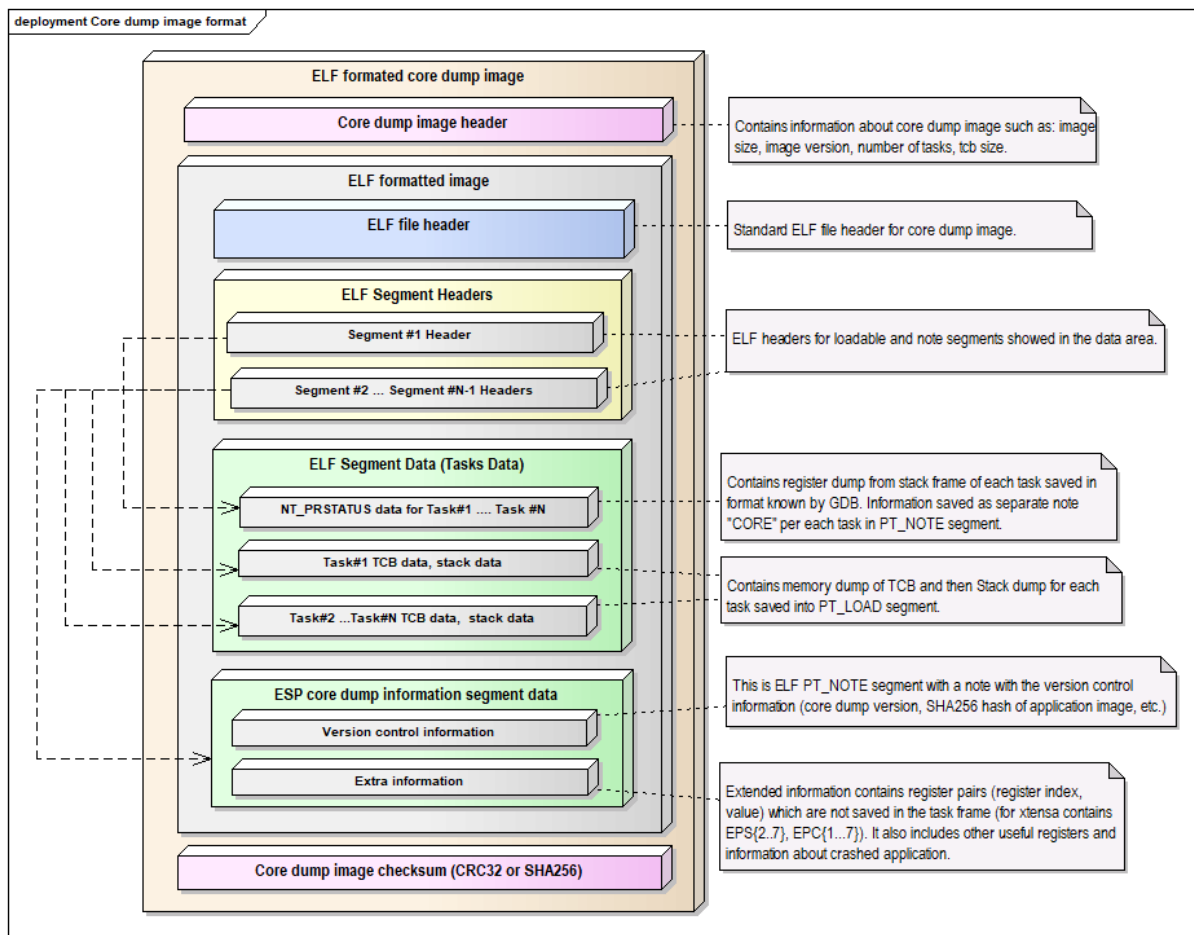 deployment Core dump image format
ELF formated core dump image
Core dump image header
Contains information about core dump image such as: image
size, image version, number of tasks, tcb size.
ELF formatted image
ELF file header
Standard ELF file header for core dump image.
ELF Segment Headers
Segment #1 Header
ELF headers for loadable and note segments showed in the data area.
Segment #2 ... Segment #N-1 Headers
ELF Segment Data (Tasks Data)
Contains register dump from stack frame of each task saved in
format known by GDB. Information saved as separate note
"CORE" per each task in PT_NOTE segment.
NT_PRSTATUS data for Task#1 .... Task #N
Task#1 TCB data, stack data
Contains memory dump of TCB and then Stack dump for each
task saved into PT_LOAD segment.
Task#2 ...Task#N TCB data, stack data
ESP core dump information segment data
This is ELF PT_NOTE segment with a note with the version control
information (core dump version, SHA256 hash of application image, etc.)
Version control information
Extra information
Extended information contains register pairs (register index,
value) which are not saved in the task frame (for xtensa contains
EPS{2..7}, EPC{1...7}). It also includes other useful registers and
information about crashed application.
Core dump image checksum (CRC32 or SHA256)